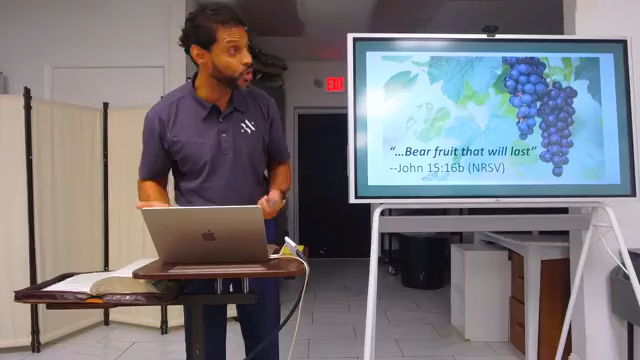 EXIT
“...Bear fruit that will last”
--John 15:16b (NRSV)